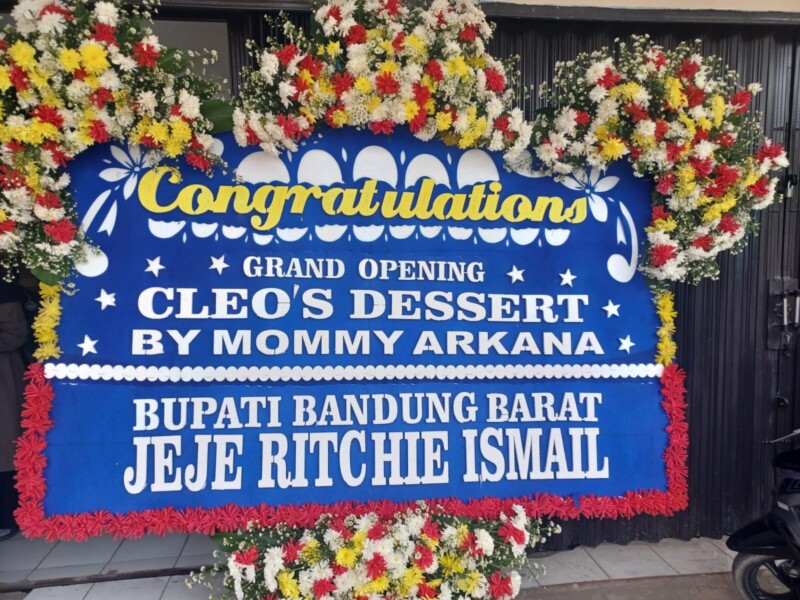 Congratulations
GRAND OPENING
CLEO'S DESSERT
BY MOMMY ARKANA
BUPATI BANDUNG BARAT
JEJE RITCHIE ISMAIL